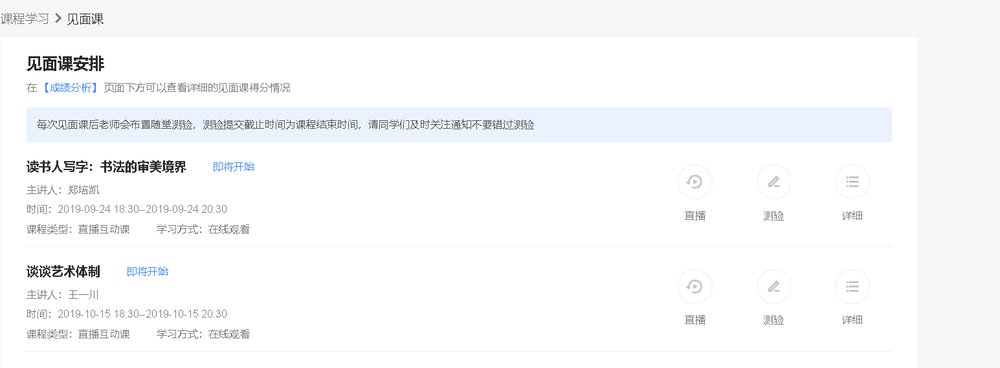 课程学习 > 见面课
见面课安排
在【成绩分析】页面下方可以查看详细的见面课得分情况
每次见面课后老师会布置随堂测验，测验提交截止时间为课程结束时间，请同学们及时关注通知不要错过测验
读书人写字：书法的审美境界 即将开始
主讲人：郑培凯
时间：2019-09-24 18:30--2019-09-24 20:30
课程类型：直播互动课 学习方式：在线观看
直播 测验 详细
谈谈艺术体制 即将开始
主讲人：王一川
时间：2019-10-15 18:30--2019-10-15 20:30
课程类型：直播互动课 学习方式：在线观看
直播 测验 详细